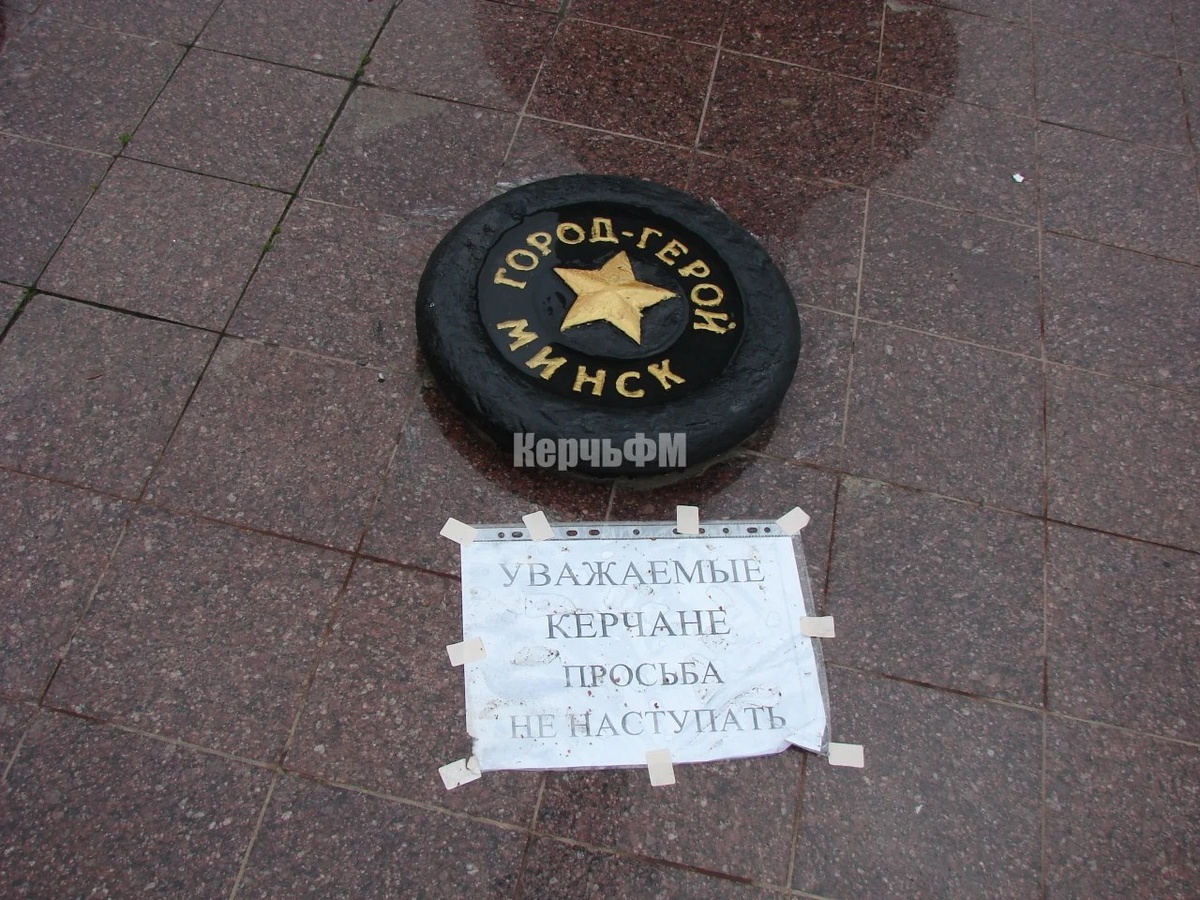 ГОРОД-ГЕРОЙ
МИНСК
КерчьФМ
УВАЖАЕМЫЕ
КЕРЧАНЕ
ПРОСЬБА
НЕ НАСТУПАТЬ